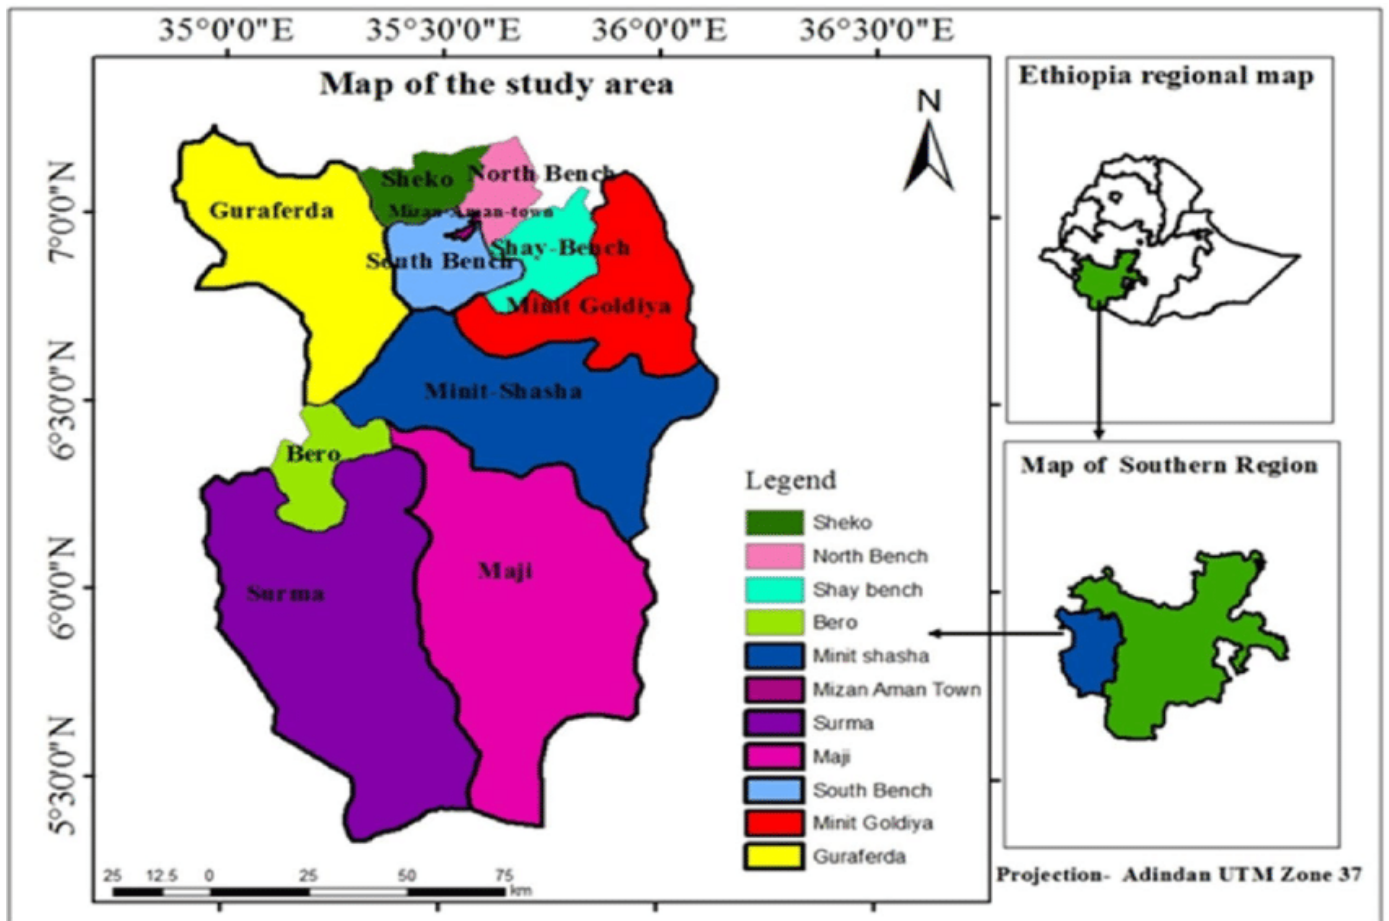 35°0'0"E 35°30'0"E 36°0'0"E 36°30'0"E
Map of the study area
N
7°0'0"N
6°30'0"N
6°0'0"N
5°30'0"N
Guraferda
Sheko
North Bench
Mizan-Aman-town
South Bench
Shay-Bench
Minit Goldiya
Minit-Shasha
Bero
Surma
Maji
Legend
Sheko
North Bench
Shay bench
Bero
Minit shasha
Mizan Aman Town
Surma
Maji
South Bench
Minit Goldiya
Guraferda
25 12.5 0 25 50 75
km
Ethiopia regional map
Map of Southern Region
Projection- Adindan UTM Zone 37